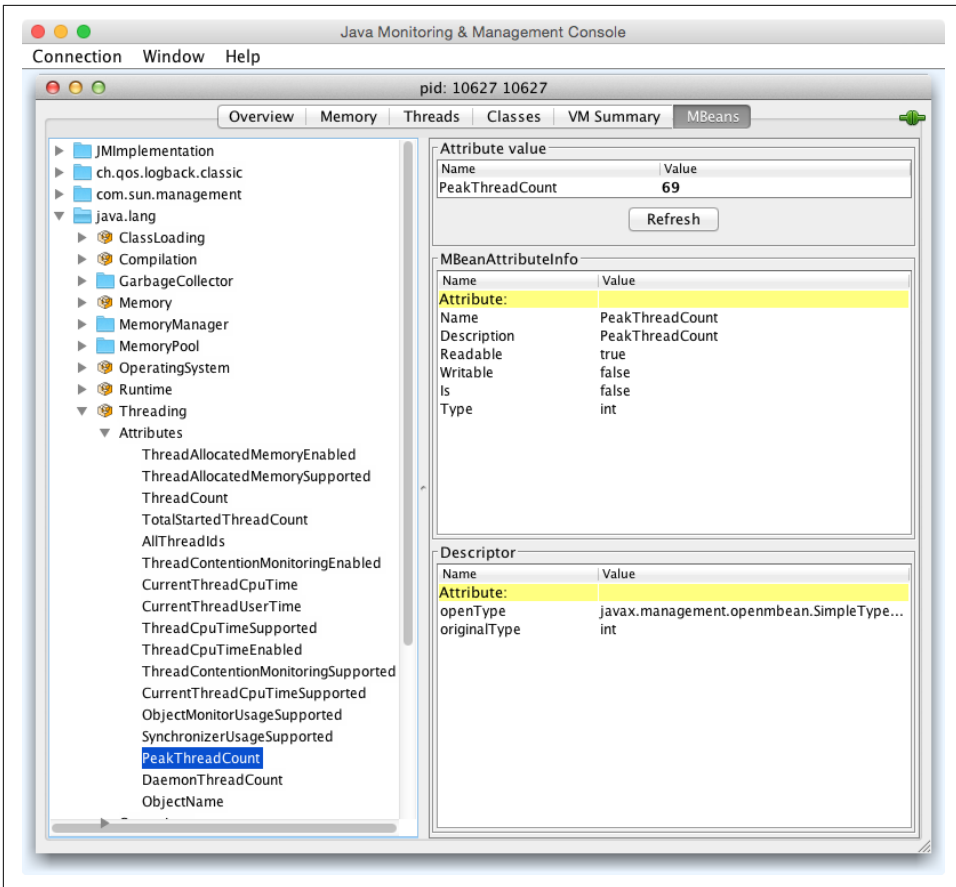 Java Monitoring & Management Console
Connection Window Help
pid: 10627 10627
Overview Memory Threads Classes VM Summary MBeans
JMImplementation
ch.qos.logback.classic
com.sun.management
java.lang
ClassLoading
Compilation
GarbageCollector
Memory
MemoryManager
MemoryPool
OperatingSystem
Runtime
Threading
Attributes
ThreadAllocatedMemoryEnabled
ThreadAllocatedMemorySupported
ThreadCount
TotalStartedThreadCount
AllThreadIds
ThreadContentionMonitoringEnabled
CurrentThreadCpuTime
CurrentThreadUserTime
ThreadCpuTimeSupported
ThreadCpuTimeEnabled
ThreadContentionMonitoringSupported
CurrentThreadCpuTimeSupported
ObjectMonitorUsageSupported
SynchronizerUsageSupported
PeakThreadCount
DaemonThreadCount
ObjectName
Attribute value
Name Value
PeakThreadCount 69
Refresh
MBeanAttributeInfo
Name Value
Attribute:
Name PeakThreadCount
Description PeakThreadCount
Readable true
Writable false
Is false
Type int
Descriptor
Name Value
Attribute:
openType javax.management.openmbean.SimpleType...
originalType int